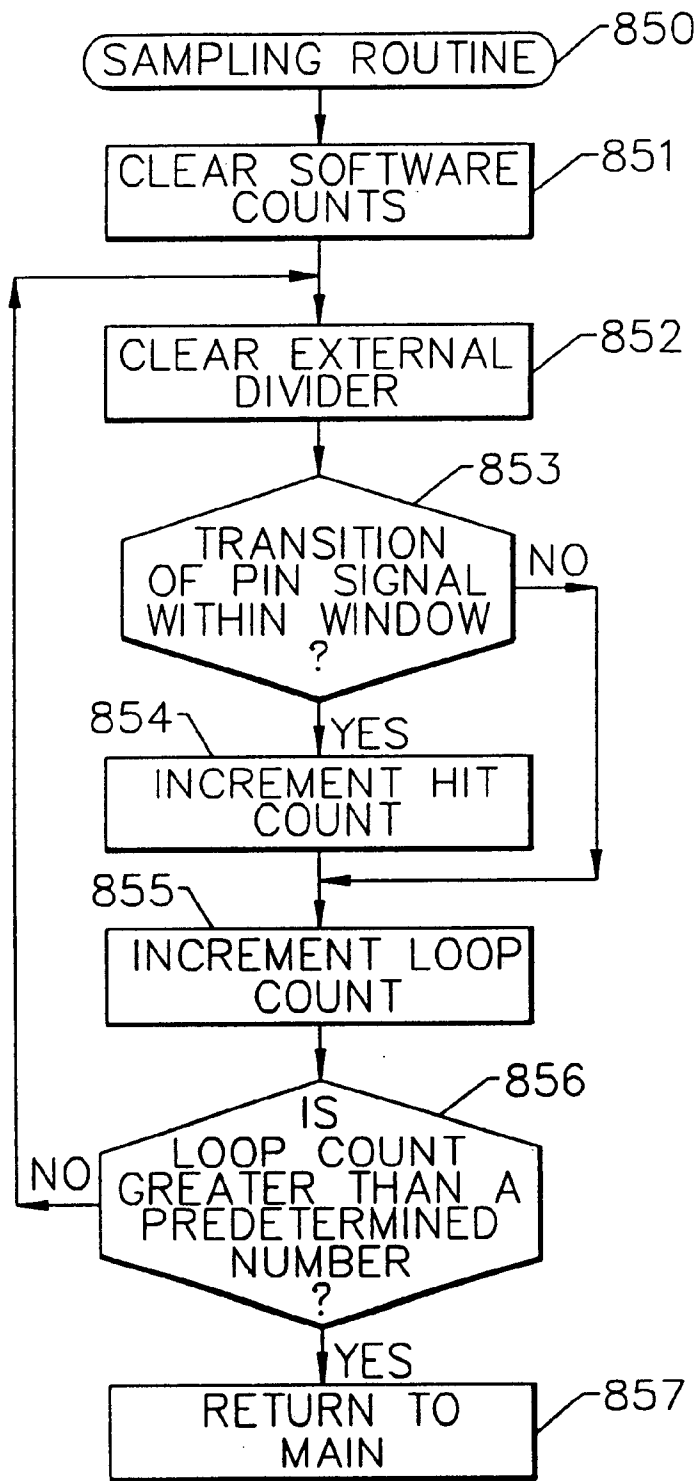 850
SAMPLING ROUTINE
851
CLEAR SOFTWARE
COUNTS
852
CLEAR EXTERNAL
DIVIDER
853
TRANSITION
OF PIN SIGNAL
WITHIN WINDOW
?
NO
YES
854
INCREMENT HIT
COUNT
855
INCREMENT LOOP
COUNT
856
IS
LOOP COUNT
GREATER THAN A
PREDETERMINED
NUMBER
?
NO
YES
857
RETURN TO
MAIN